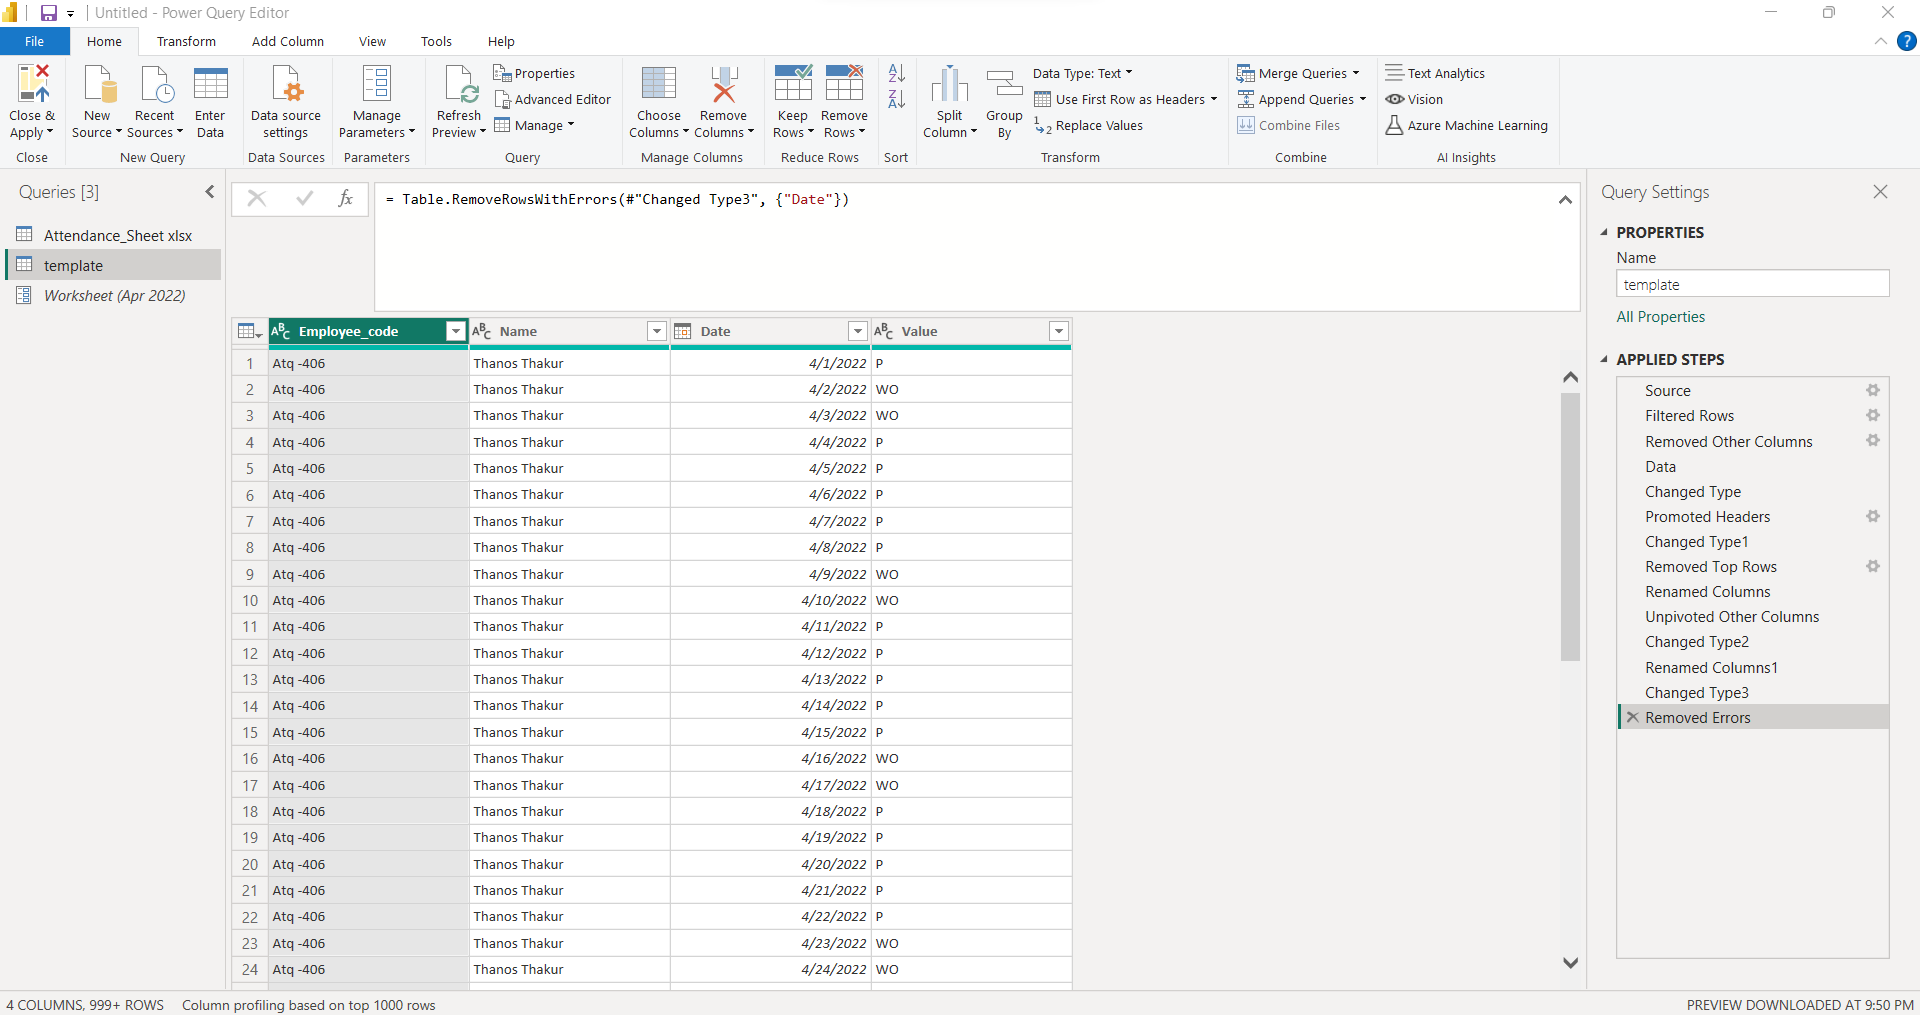 Untitled - Power Query Editor
File Home Transform Add Column View Tools Help
Close & Apply
Close
New Source
Recent Sources
Enter Data
New Query
Data source settings
Data Sources
Manage Parameters
Parameters
Refresh Preview
Properties
Advanced Editor
Manage
Query
Choose Columns
Remove Columns
Manage Columns
Keep Rows
Remove Rows
Reduce Rows
Sort
Split Column
Group By
Data Type: Text
Use First Row as Headers
Replace Values
Transform
Merge Queries
Append Queries
Combine Files
Combine
Text Analytics
Vision
Azure Machine Learning
AI Insights
Queries [3]
Attendance_Sheet xlsx
template
Worksheet (Apr 2022)
fx
= Table.RemoveRowsWithErrors(#"Changed Type3", {"Date"})
Employee_code Name Date Value
1 Atq -406 Thanos Thakur 4/1/2022 P
2 Atq -406 Thanos Thakur 4/2/2022 WO
3 Atq -406 Thanos Thakur 4/3/2022 WO
4 Atq -406 Thanos Thakur 4/4/2022 P
5 Atq -406 Thanos Thakur 4/5/2022 P
6 Atq -406 Thanos Thakur 4/6/2022 P
7 Atq -406 Thanos Thakur 4/7/2022 P
8 Atq -406 Thanos Thakur 4/8/2022 P
9 Atq -406 Thanos Thakur 4/9/2022 WO
10 Atq -406 Thanos Thakur 4/10/2022 WO
11 Atq -406 Thanos Thakur 4/11/2022 P
12 Atq -406 Thanos Thakur 4/12/2022 P
13 Atq -406 Thanos Thakur 4/13/2022 P
14 Atq -406 Thanos Thakur 4/14/2022 P
15 Atq -406 Thanos Thakur 4/15/2022 P
16 Atq -406 Thanos Thakur 4/16/2022 WO
17 Atq -406 Thanos Thakur 4/17/2022 WO
18 Atq -406 Thanos Thakur 4/18/2022 P
19 Atq -406 Thanos Thakur 4/19/2022 P
20 Atq -406 Thanos Thakur 4/20/2022 P
21 Atq -406 Thanos Thakur 4/21/2022 P
22 Atq -406 Thanos Thakur 4/22/2022 P
23 Atq -406 Thanos Thakur 4/23/2022 WO
24 Atq -406 Thanos Thakur 4/24/2022 WO
Query Settings
PROPERTIES
Name
template
All Properties
APPLIED STEPS
Source
Filtered Rows
Removed Other Columns
Data
Changed Type
Promoted Headers
Changed Type1
Removed Top Rows
Renamed Columns
Unpivoted Other Columns
Changed Type2
Renamed Columns1
Changed Type3
Removed Errors
4 COLUMNS, 999+ ROWS Column profiling based on top 1000 rows
PREVIEW DOWNLOADED AT 9:50 PM